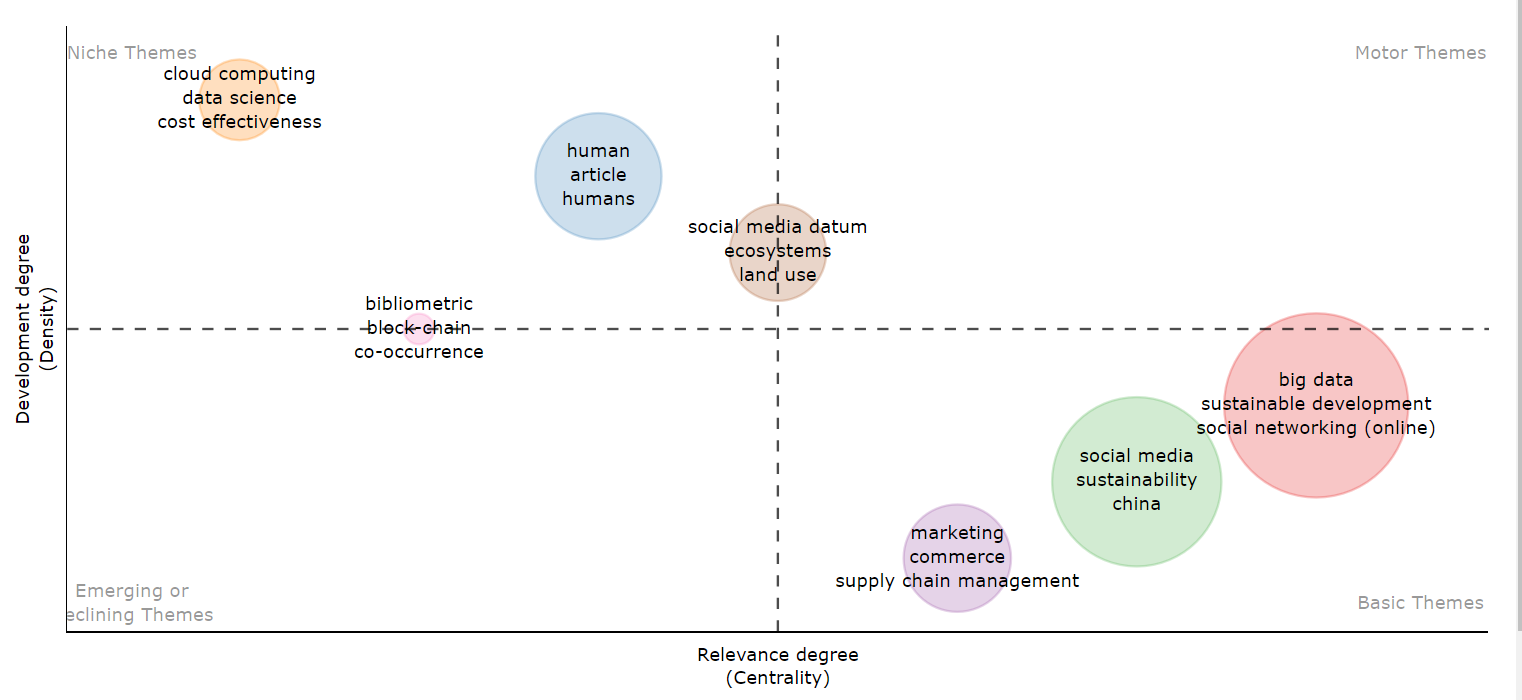 Niche Themes
Motor Themes
cloud computing
data science
cost effectiveness
human
article
humans
social media datum
ecosystems
land use
bibliometric
block-chain
co-occurrence
big data
sustainable development
social networking (online)
social media
sustainability
china
marketing
commerce
supply chain management
Emerging or
eclining Themes
Basic Themes
Development degree
(Density)
Relevance degree
(Centrality)